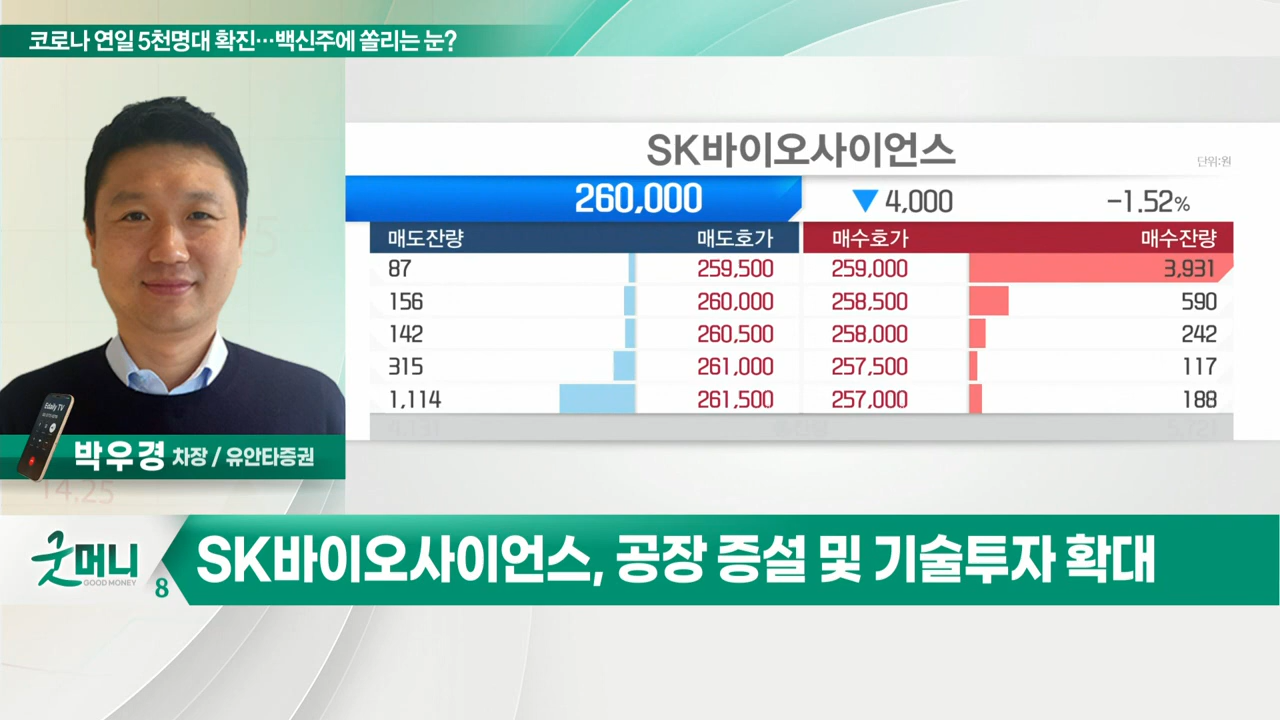 코로나 연일 5천명대 확진…백신주에 쏠리는 눈?
SK바이오사이언스
단위:원
260,000 ▼ 4,000 -1.52%
매도잔량 매도호가 매수호가 매수잔량
87 259,500 259,000 3,931
156 260,000 258,500 590
142 260,500 258,000 242
315 261,000 257,500 117
1,114 261,500 257,000 188
Edaily TV
박우경 차장 / 유안타증권
14.25
굿머니
GOOD MONEY
8
SK바이오사이언스, 공장 증설 및 기술투자 확대